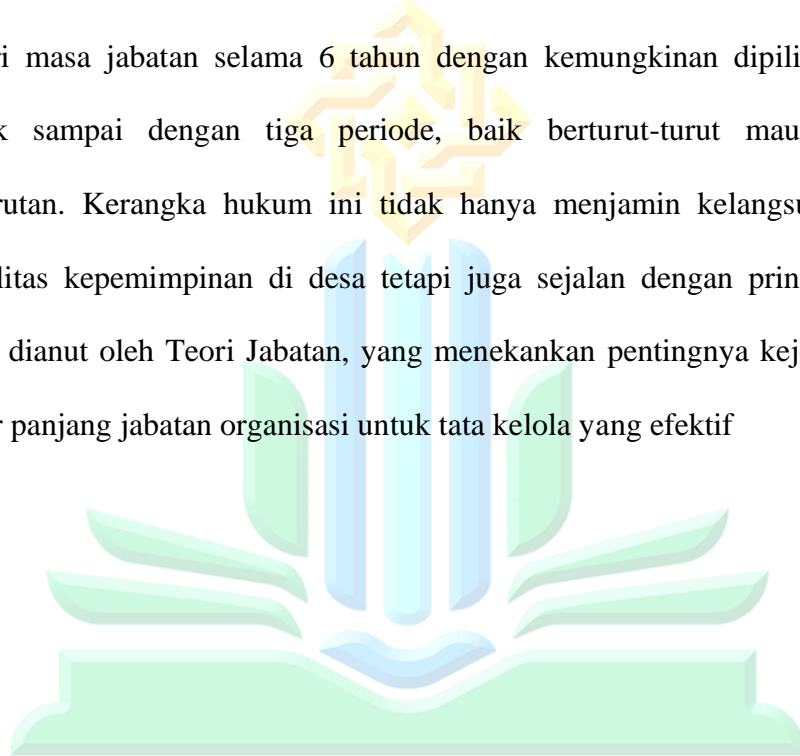 ri masa jabatan selama 6 tahun dengan kemungkinan dipili
k sampai dengan tiga periode, baik berturut-turut mau
rutan. Kerangka hukum ini tidak hanya menjamin kelangsu
litas kepemimpinan di desa tetapi juga sejalan dengan prin
dianut oleh Teori Jabatan, yang menekankan pentingnya kej
r panjang jabatan organisasi untuk tata kelola yang efektif